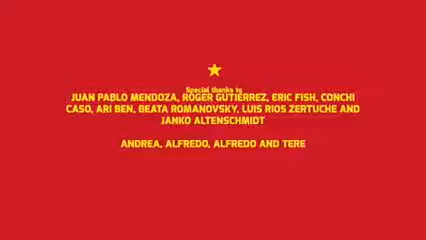 Special thanks to
JUAN PABLO MENDOZA, ROGER GUTIÉRREZ, ERIC FISH, CONCHI
CASO, ARI BEN, BEATA ROMANOVSKY, LUIS RIOS ZERTUCHE AND
JANKO ALTENSCHMIDT
ANDREA, ALFREDO, ALFREDO AND TERE